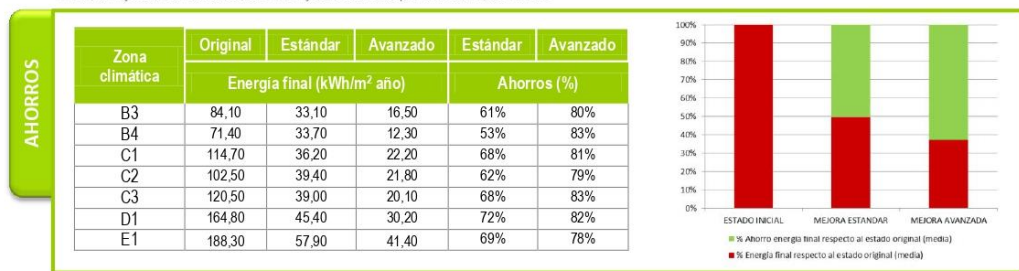 AHORROS
Zona climática Original Estándar Avanzado Estándar Avanzado
Energía final (kWh/m² año) Ahorros (%)
B3 84,10 33,10 16,50 61% 80%
B4 71,40 33,70 12,30 53% 83%
C1 114,70 36,20 22,20 68% 81%
C2 102,50 39,40 21,80 62% 79%
C3 120,50 39,00 20,10 68% 83%
D1 164,80 45,40 30,20 72% 82%
E1 188,30 57,90 41,40 69% 78%
100%
90%
80%
70%
60%
50%
40%
30%
20%
10%
0%
ESTADO INICIAL MEJORA ESTANDAR MEJORA AVANZADA
% Ahorro energía final respecto al estado original (media)
% Energía final respecto al estado original (media)